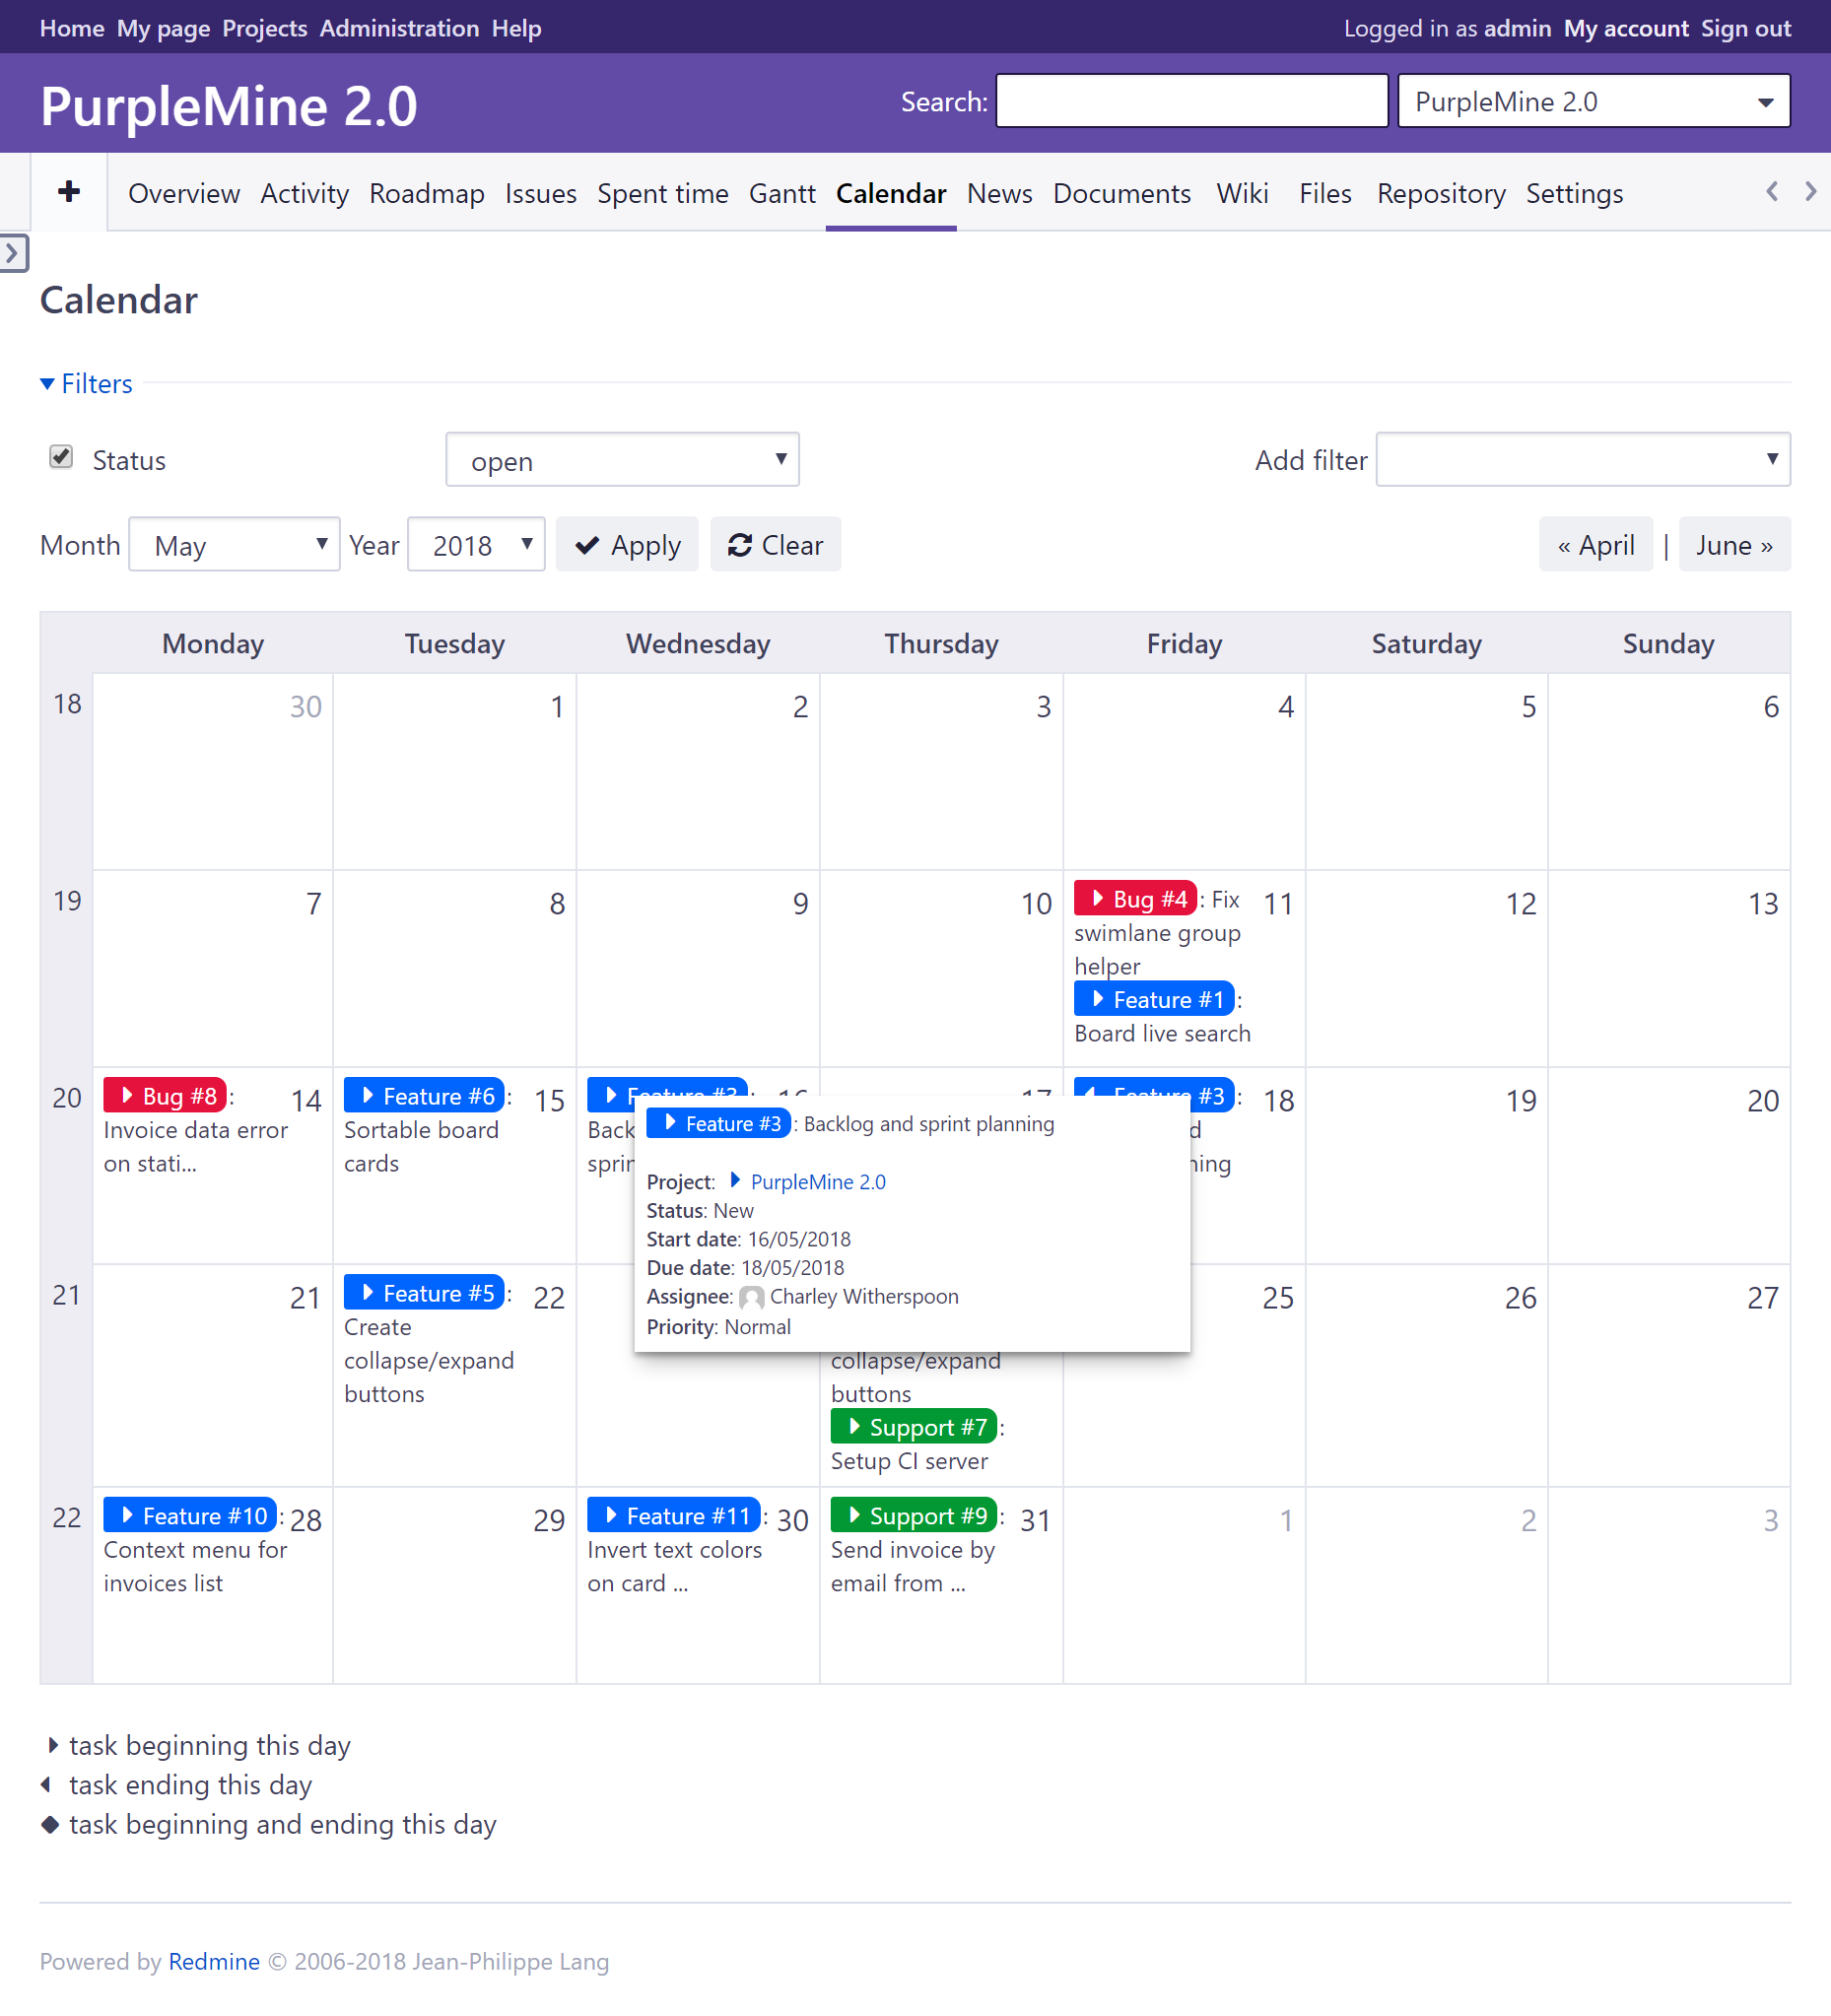 Home My page Projects Administration Help
Logged in as admin My account Sign out
PurpleMine 2.0
Search:
PurpleMine 2.0
Overview Activity Roadmap Issues Spent time Gantt Calendar News Documents Wiki Files Repository Settings
Calendar
Filters
Status
open
Add filter
Month May Year 2018 Apply Clear
« April | June »
Monday Tuesday Wednesday Thursday Friday Saturday Sunday
18 30 1 2 3 4 5 6
19 7 8 9 10
Bug #4: Fix 11
swimlane group
helper
Feature #1:
Board live search
12 13
20
Bug #8: 14
Invoice data error
on stati...
Feature #6: 15
Sortable board
cards
Feature #3: 16
17
Feature #3: 18
19 20
Feature #3: Backlog and sprint planning
Project: PurpleMine 2.0
Status: New
Start date: 16/05/2018
Due date: 18/05/2018
Assignee: Charley Witherspoon
Priority: Normal
21 21
Feature #5: 22
Create
collapse/expand
buttons
collapse/expand
buttons
Support #7:
Setup CI server
25 26 27
22
Feature #10: 28
Context menu for
invoices list
29
Feature #11: 30
Invert text colors
on card ...
Support #9: 31
Send invoice by
email from ...
1 2 3
task beginning this day
task ending this day
task beginning and ending this day
Powered by Redmine © 2006-2018 Jean-Philippe Lang